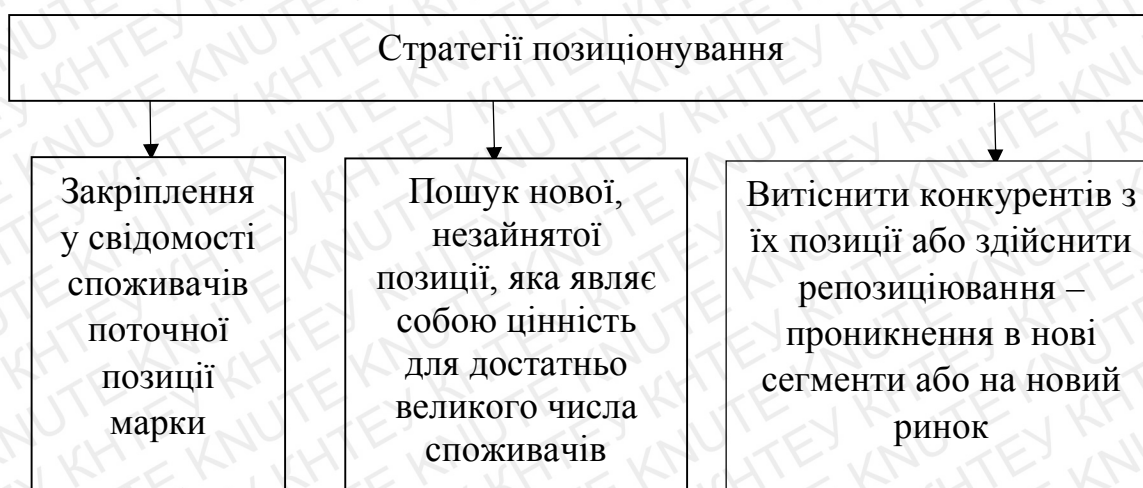 Стратегії позиціонування
Закріплення
у свідомості
споживачів
поточної
позиції
марки
Пошук нової,
незайнятої
позиції, яка являє
собою цінність
для достатньо
великого числа
споживачів
Витіснити конкурентів з
їх позиції або здійснити
репозиціювання –
проникнення в нові
сегменти або на новий
ринок